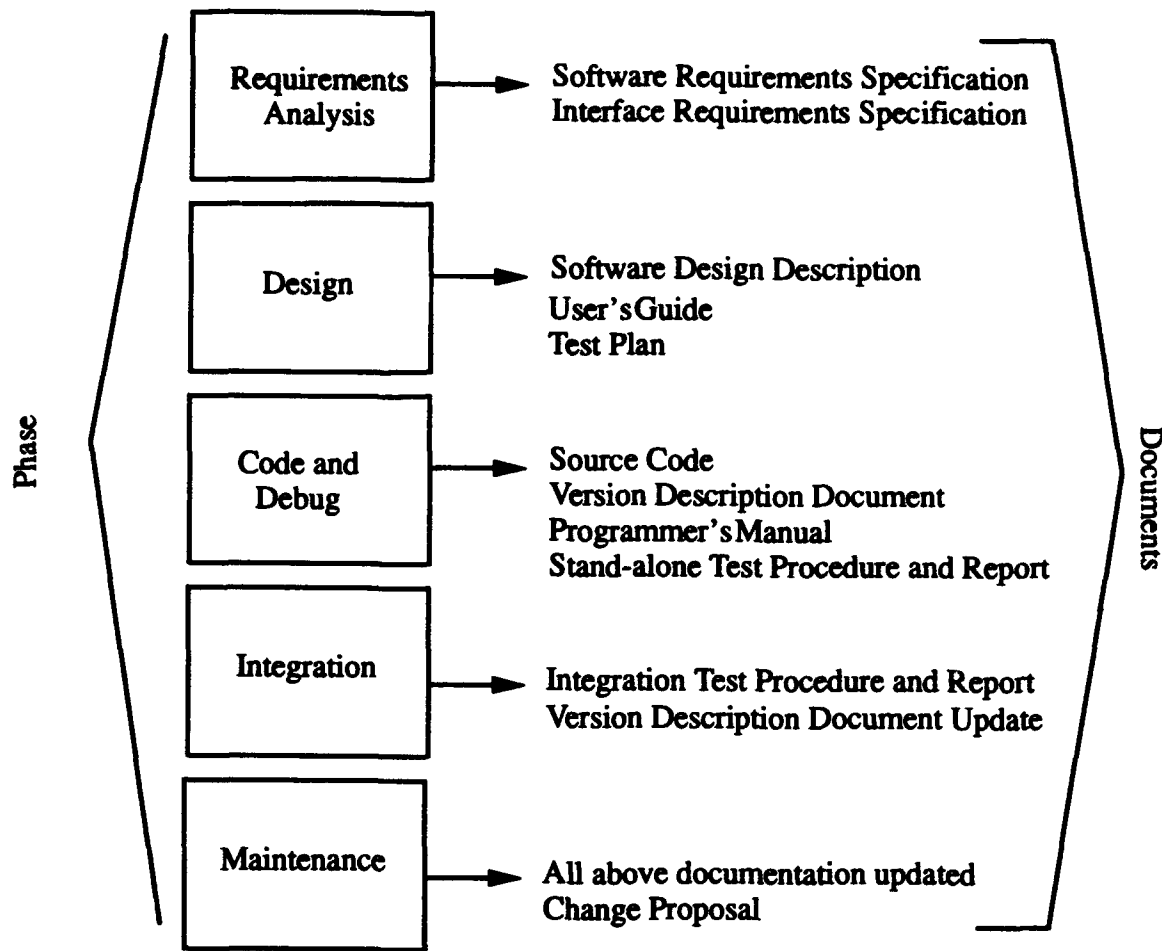 Phase
Requirements
Analysis
Software Requirements Specification
Interface Requirements Specification
Design
Software Design Description
User's Guide
Test Plan
Code and
Debug
Source Code
Version Description Document
Programmer's Manual
Stand-alone Test Procedure and Report
Integration
Integration Test Procedure and Report
Version Description Document Update
Maintenance
All above documentation updated
Change Proposal
Documents